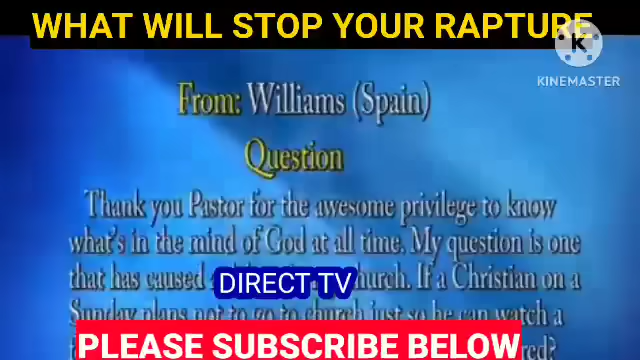 WHAT WILL STOP YOUR RAPTURE
K
KINEMASTER
From: Williams (Spain)
Question
Thank you Pastor for the awesome privilege to know
what's in the mind of God at all time. My question is one
that has caused church. If a Christian on a
DIRECT TV
Sunday plans not to go to church just so he can watch a
PLEASE SUBSCRIBE BELOW